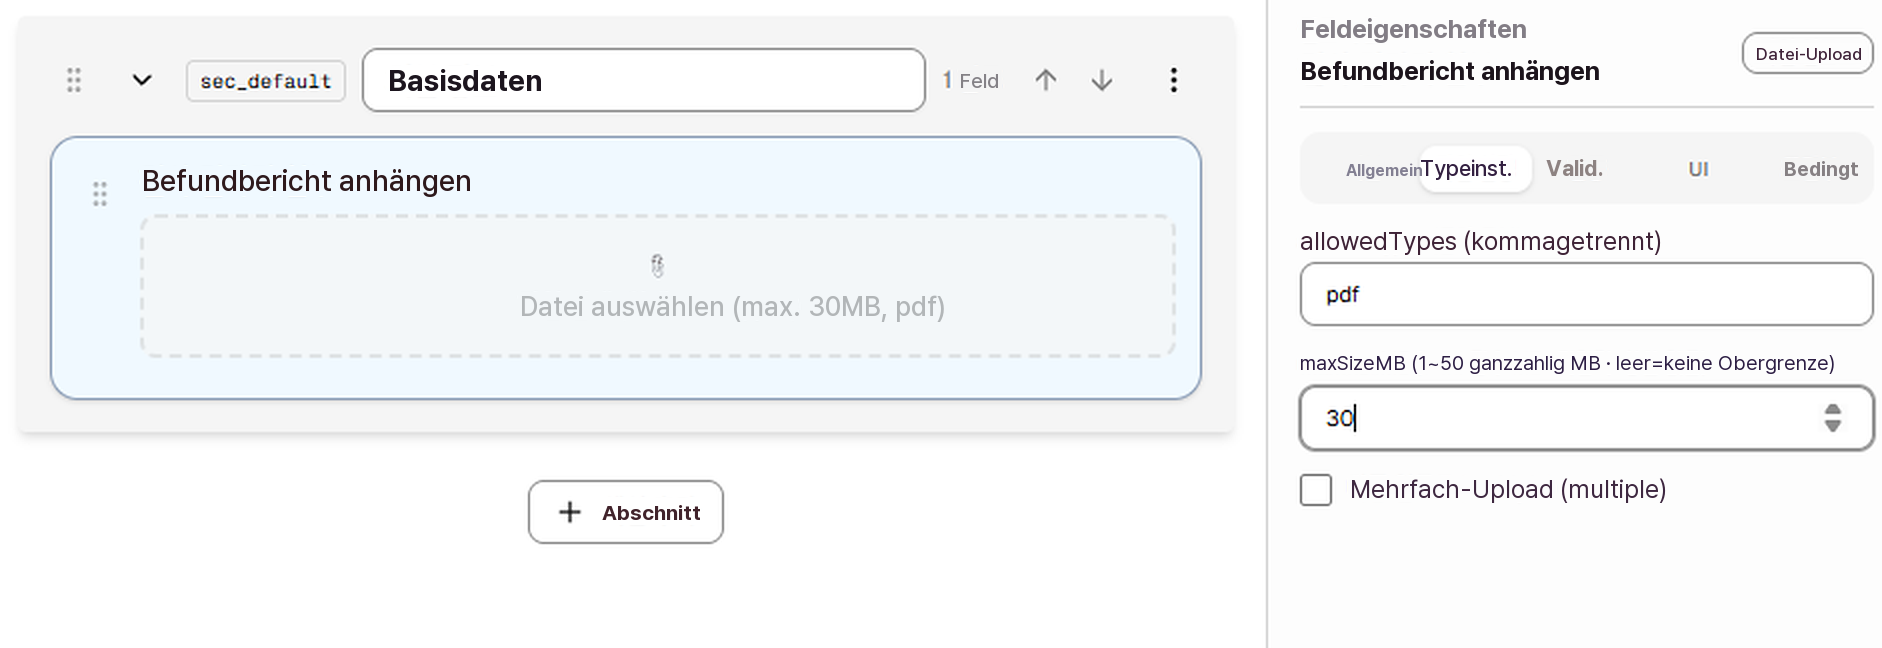 sec_default
Basisdaten
1 Feld
Befundbericht anhängen
Datei auswählen (max. 30MB, pdf)
Abschnitt
Feldeigenschaften
Befundbericht anhängen
Datei-Upload
Allgemein Typeinst. Valid. UI Bedingt
allowedTypes (kommagetrennt)
pdf
maxSizeMB (1~50 ganzzahlig MB · leer=keine Obergrenze)
30
Mehrfach-Upload (multiple)